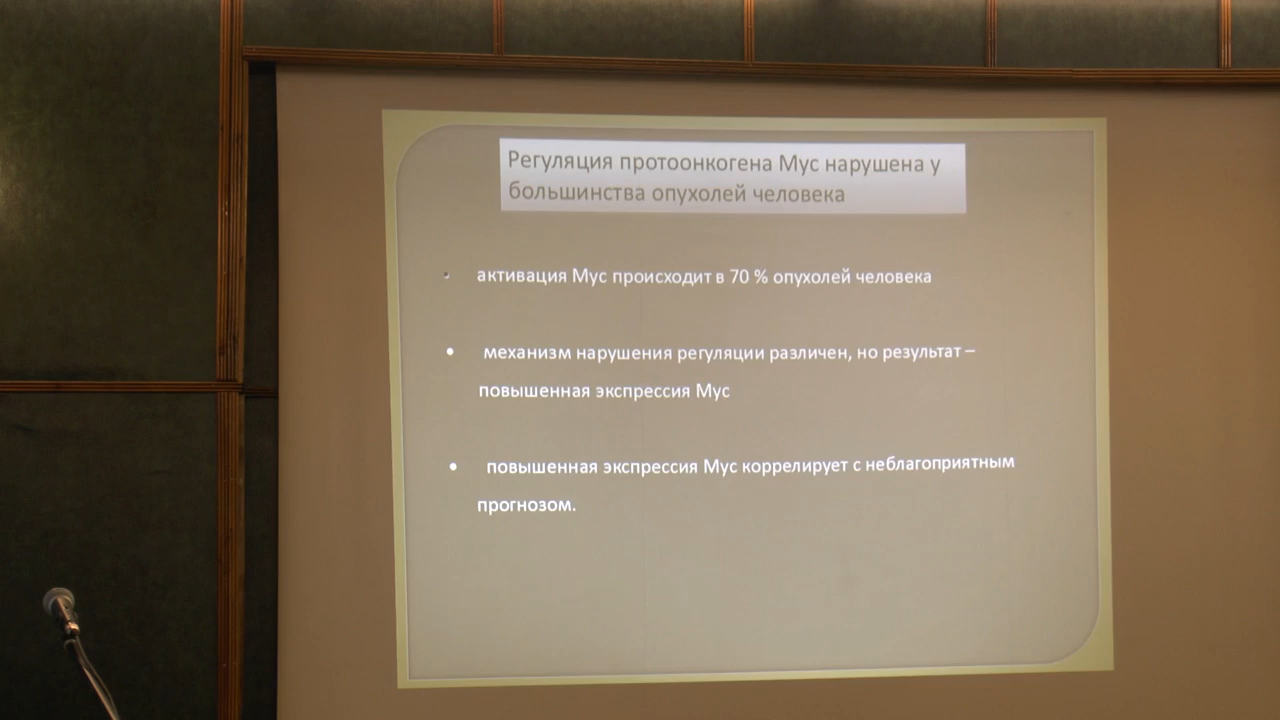 Регуляция протоонкогена Мус нарушена у
большинства опухолей человека
• активация Мус происходит в 70 % опухолей человека
• механизм нарушения регуляции различен, но результат –
повышенная экспрессия Мус
• повышенная экспрессия Мус коррелирует с неблагоприятным
прогнозом.